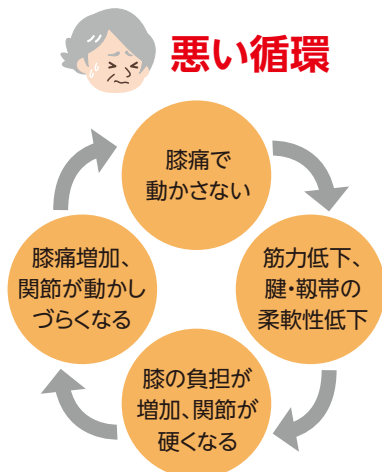 悪い循環
膝痛で
動かさない
筋力低下、
腱・靱帯の
柔軟性低下
膝の負担が
増加、関節が
硬くなる
膝痛増加、
関節が動かし
づらくなる